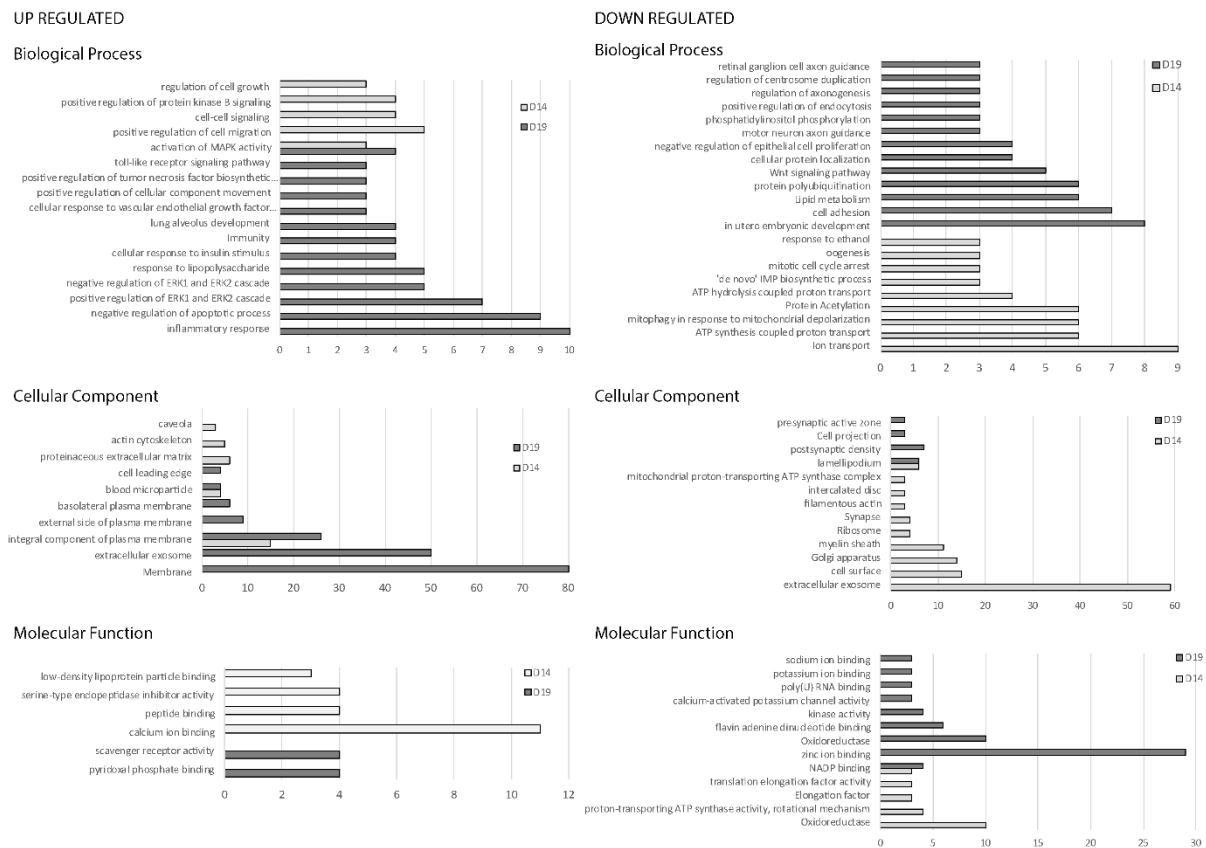 UP REGULATED
Biological Process
regulation of cell growth
positive regulation of protein kinase B signaling
cell-cell signaling
positive regulation of cell migration
activation of MAPK activity
toll-like receptor signaling pathway
positive regulation of tumor necrosis factor biosynthetic...
positive regulation of cellular component movement
cellular response to vascular endothelial growth factor...
lung alveolus development
Immunity
cellular response to insulin stimulus
response to lipopolysaccharide
negative regulation of ERK1 and ERK2 cascade
positive regulation of ERK1 and ERK2 cascade
negative regulation of apoptotic process
inflammatory response
0 1 2 3 4 5 6 7 8 9 10
D14
D19
Cellular Component
caveola
actin cytoskeleton
proteinaceous extracellular matrix
cell leading edge
blood microparticle
basolateral plasma membrane
external side of plasma membrane
integral component of plasma membrane
extracellular exosome
Membrane
0 10 20 30 40 50 60 70 80
D19
D14
Molecular Function
low-density lipoprotein particle binding
serine-type endopeptidase inhibitor activity
peptide binding
calcium ion binding
scavenger receptor activity
pyridoxal phosphate binding
0 2 4 6 8 10 12
D14
D19
DOWN REGULATED
Biological Process
retinal ganglion cell axon guidance
regulation of centrosome duplication
regulation of axonogenesis
positive regulation of endocytosis
phosphatidylinositol phosphorylation
motor neuron axon guidance
negative regulation of epithelial cell proliferation
cellular protein localization
Wnt signaling pathway
protein polyubiquitination
Lipid metabolism
cell adhesion
in utero embryonic development
response to ethanol
oogenesis
mitotic cell cycle arrest
'de novo' IMP biosynthetic process
ATP hydrolysis coupled proton transport
Protein Acetylation
mitophagy in response to mitochondrial depolarization
ATP synthesis coupled proton transport
Ion transport
0 1 2 3 4 5 6 7 8 9
D19
D14
Cellular Component
presynaptic active zone
Cell projection
postsynaptic density
lamellipodium
mitochondrial proton-transporting ATP synthase complex
intercalated disc
filamentous actin
Synapse
Ribosome
myelin sheath
Golgi apparatus
cell surface
extracellular exosome
0 10 20 30 40 50 60
D19
D14
Molecular Function
sodium ion binding
potassium ion binding
poly(U) RNA binding
calcium-activated potassium channel activity
kinase activity
flavin adenine dinucleotide binding
Oxidoreductase
zinc ion binding
NADP binding
translation elongation factor activity
Elongation factor
proton-transporting ATP synthase activity, rotational mechanism
Oxidoreductase
0 5 10 15 20 25 30
D19
D14